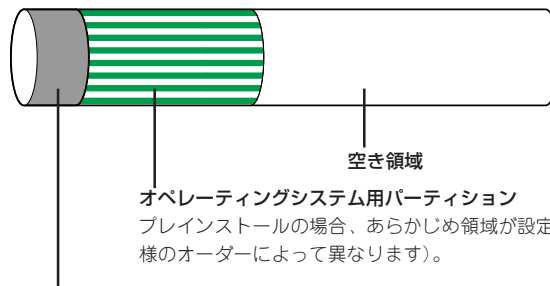 空き領域
オペレーティングシステム用パーティション
プレインストールの場合、あらかじめ領域が設定
様のオーダーによって異なります）。